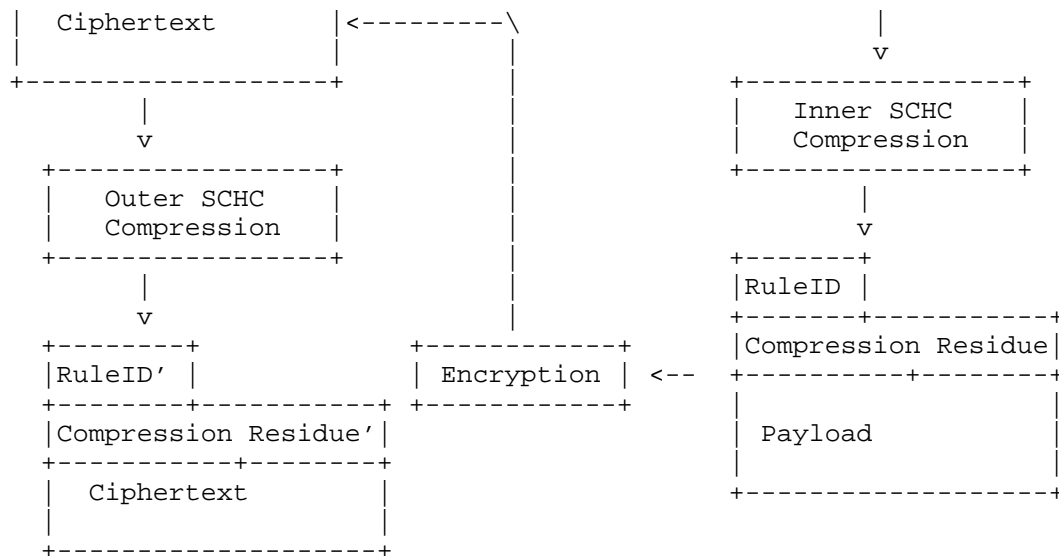 Ciphertext
Inner SCHC
Compression
Outer SCHC
Compression
RuleID
Compression Residue
RuleID’
Encryption
<--
Compression Residue’
Payload
Ciphertext